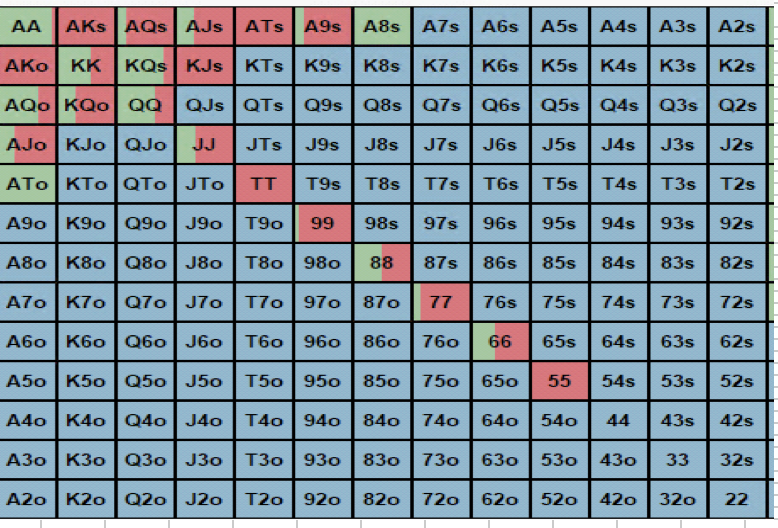 AA AKs AQs AJs ATs A9s A8s A7s A6s A5s A4s A3s A2s
AKo KK KQs KJs KTs K9s K8s K7s K6s K5s K4s K3s K2s
AQo KQo QQ QJs QTs Q9s Q8s Q7s Q6s Q5s Q4s Q3s Q2s
AJo KJo QJo JJ JTs J9s J8s J7s J6s J5s J4s J3s J2s
ATo KTo QTo JTo TT T9s T8s T7s T6s T5s T4s T3s T2s
A9o K9o Q9o J9o T9o 99 98s 97s 96s 95s 94s 93s 92s
A8o K8o Q8o J8o T8o 98o 88 87s 86s 85s 84s 83s 82s
A7o K7o Q7o J7o T7o 97o 87o 77 76s 75s 74s 73s 72s
A6o K6o Q6o J6o T6o 96o 86o 76o 66 65s 64s 63s 62s
A5o K5o Q5o J5o T5o 95o 85o 75o 65o 55 54s 53s 52s
A4o K4o Q4o J4o T4o 94o 84o 74o 64o 54o 44 43s 42s
A3o K3o Q3o J3o T3o 93o 83o 73o 63o 53o 43o 33 32s
A2o K2o Q2o J2o T2o 92o 82o 72o 62o 52o 42o 32o 22